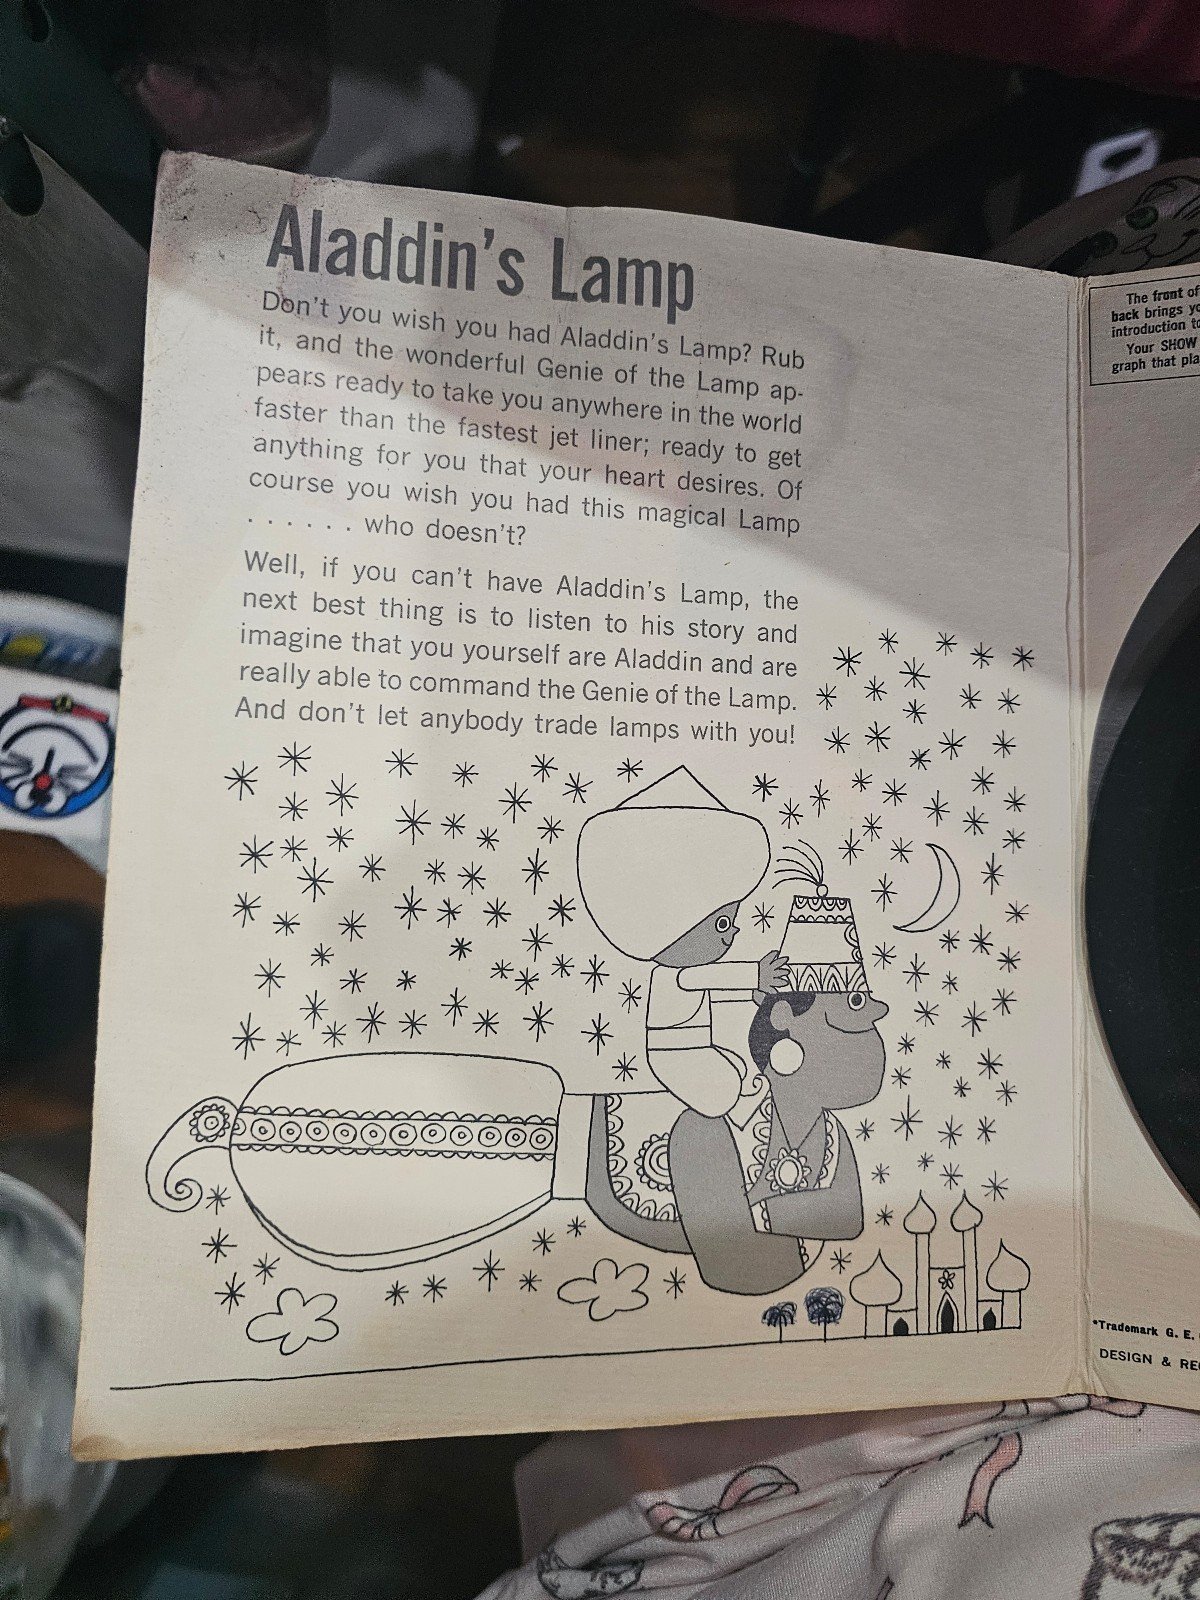 Aladdin's Lamp
Don't you wish you had Aladdin's Lamp? Rub
it, and the wonderful Genie of the Lamp ap-
pears ready to take you anywhere in the world
faster than the fastest jet liner; ready to get
anything for you that your heart desires. Of
course you wish you had this magical Lamp
. . . . . . who doesn't?
Well, if you can't have Aladdin's Lamp, the
next best thing is to listen to his story and
imagine that you yourself are Aladdin and are
really able to command the Genie of the Lamp.
And don't let anybody trade lamps with you!
The front of
back brings
introduction
Your SHOW
graph that
*Trademark G. E.
DESIGN &